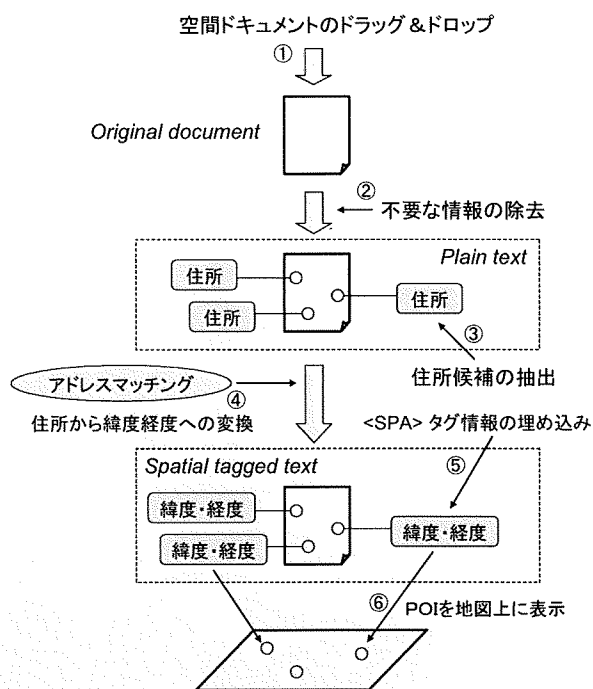 空間ドキュメントのドラッグ&ドロップ
①
Original document
②
不要な情報の除去
Plain text
住所
住所
住所
③
住所候補の抽出
アドレスマッチング
④
住所から緯度経度への変換
<SPA> タグ情報の埋め込み
⑤
Spatial tagged text
緯度・経度
緯度・経度
緯度・経度
⑥
POIを地図上に表示